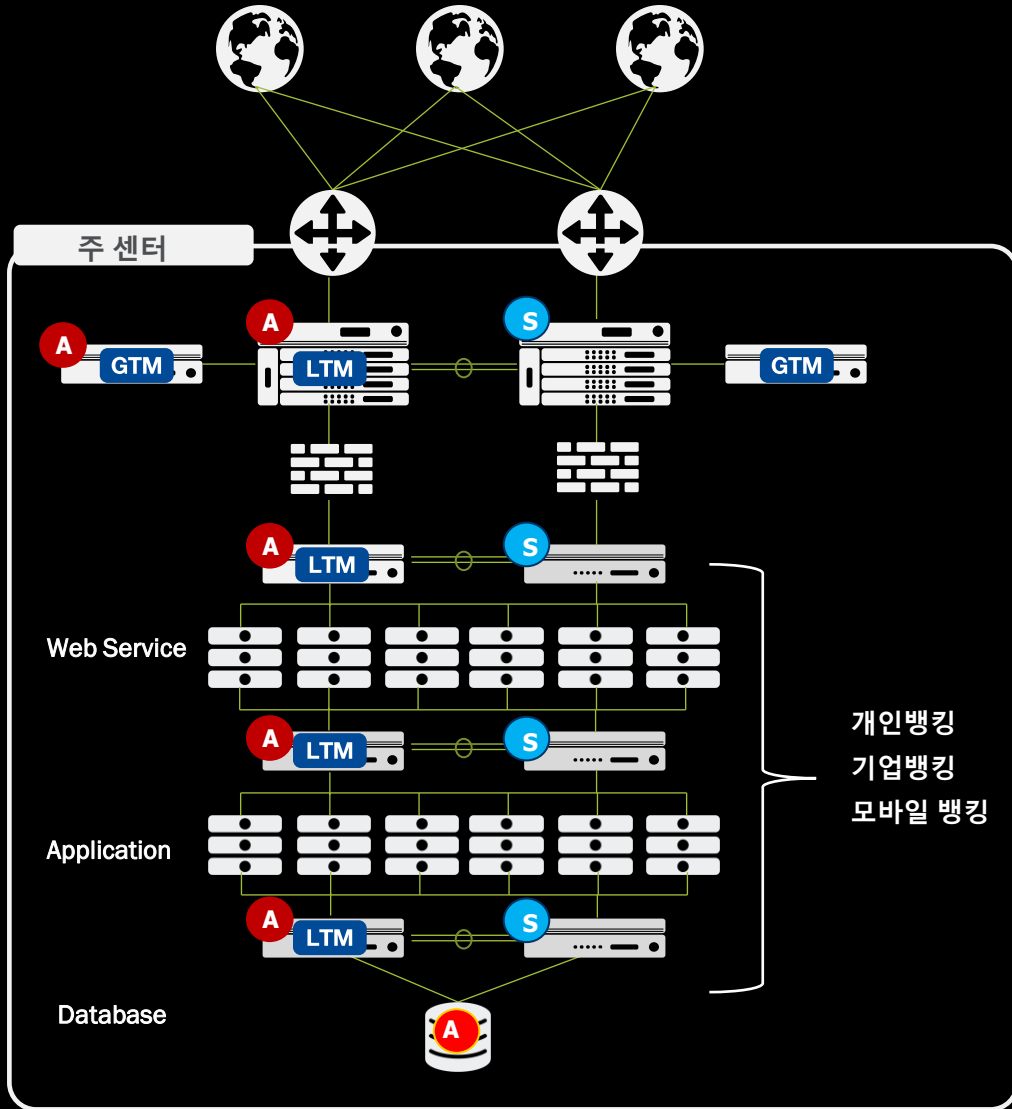 주 센터
A
S
A
GTM
LTM
GTM
A
S
LTM
Web Service
개인뱅킹
A
S
LTM
기업뱅킹
모바일 뱅킹
Application
A
S
LTM
Database
A